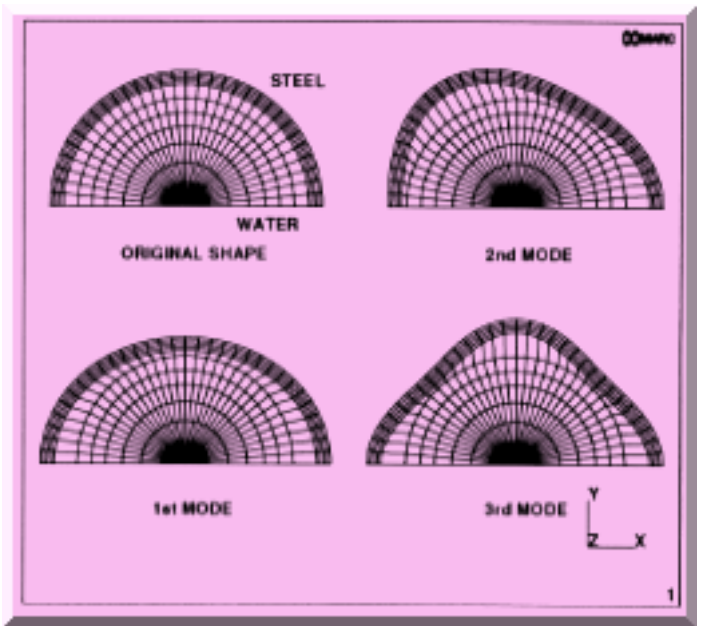 STEEL
WATER
ORIGINAL SHAPE
2nd MODE
1st MODE
3rd MODE
Y
Z X
1